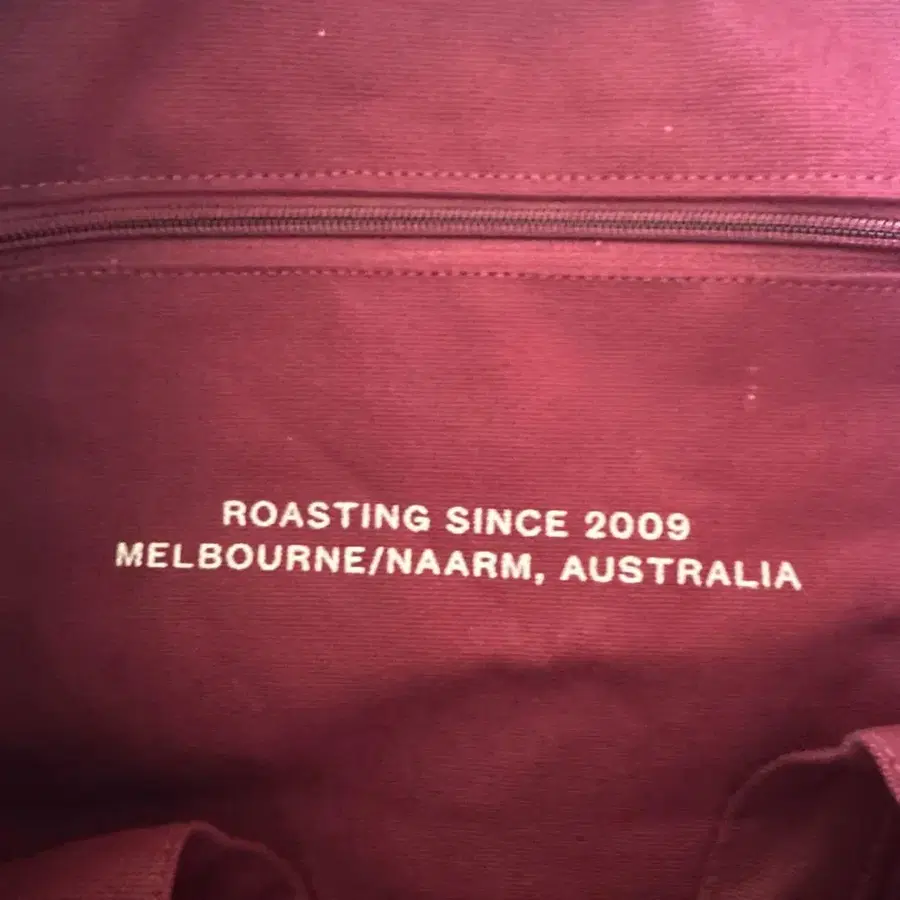 ROASTING SINCE 2009
MELBOURNE/NAARM, AUSTRALIA